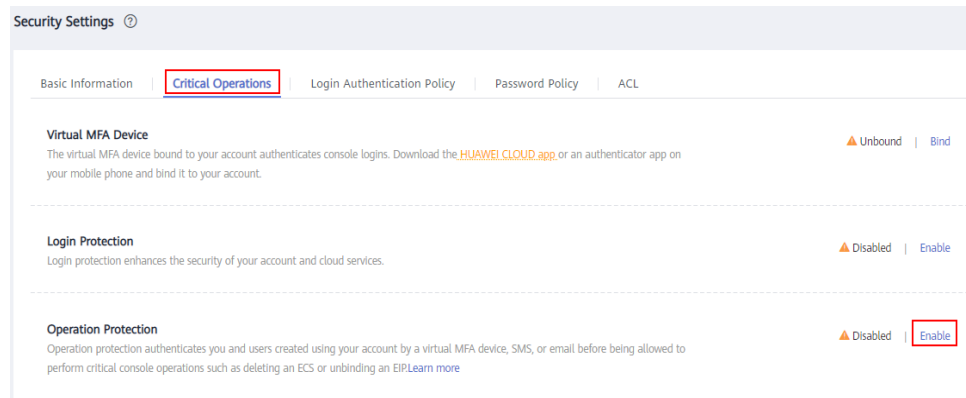 Security Settings ?
Basic Information | Critical Operations | Login Authentication Policy | Password Policy | ACL
Virtual MFA Device
The virtual MFA device bound to your account authenticates console logins. Download the HUAWEI CLOUD app or an authenticator app on
your mobile phone and bind it to your account.
Unbound | Bind
Login Protection
Login protection enhances the security of your account and cloud services.
Disabled | Enable
Operation Protection
Operation protection authenticates you and users created using your account by a virtual MFA device, SMS, or email before being allowed to
perform critical console operations such as deleting an ECS or unbinding an EIP.Learn more
Disabled | Enable